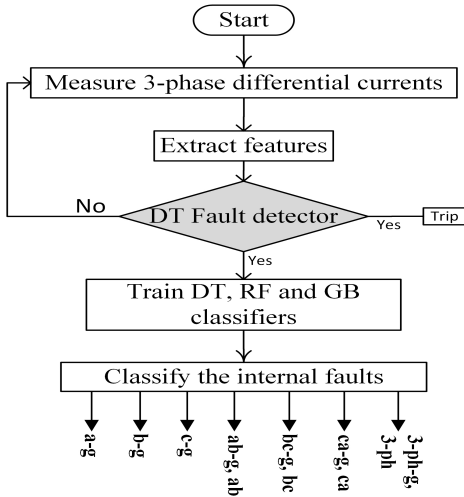 Start
Measure 3-phase differential currents
Extract features
No
DT Fault detector
Yes
Trip
Yes
Train DT, RF and GB
classifiers
Classify the internal faults
a-g
b-g
c-g
ab-g, ab
bc-g, bc
ca-g, ca
3-ph-g,
3-ph